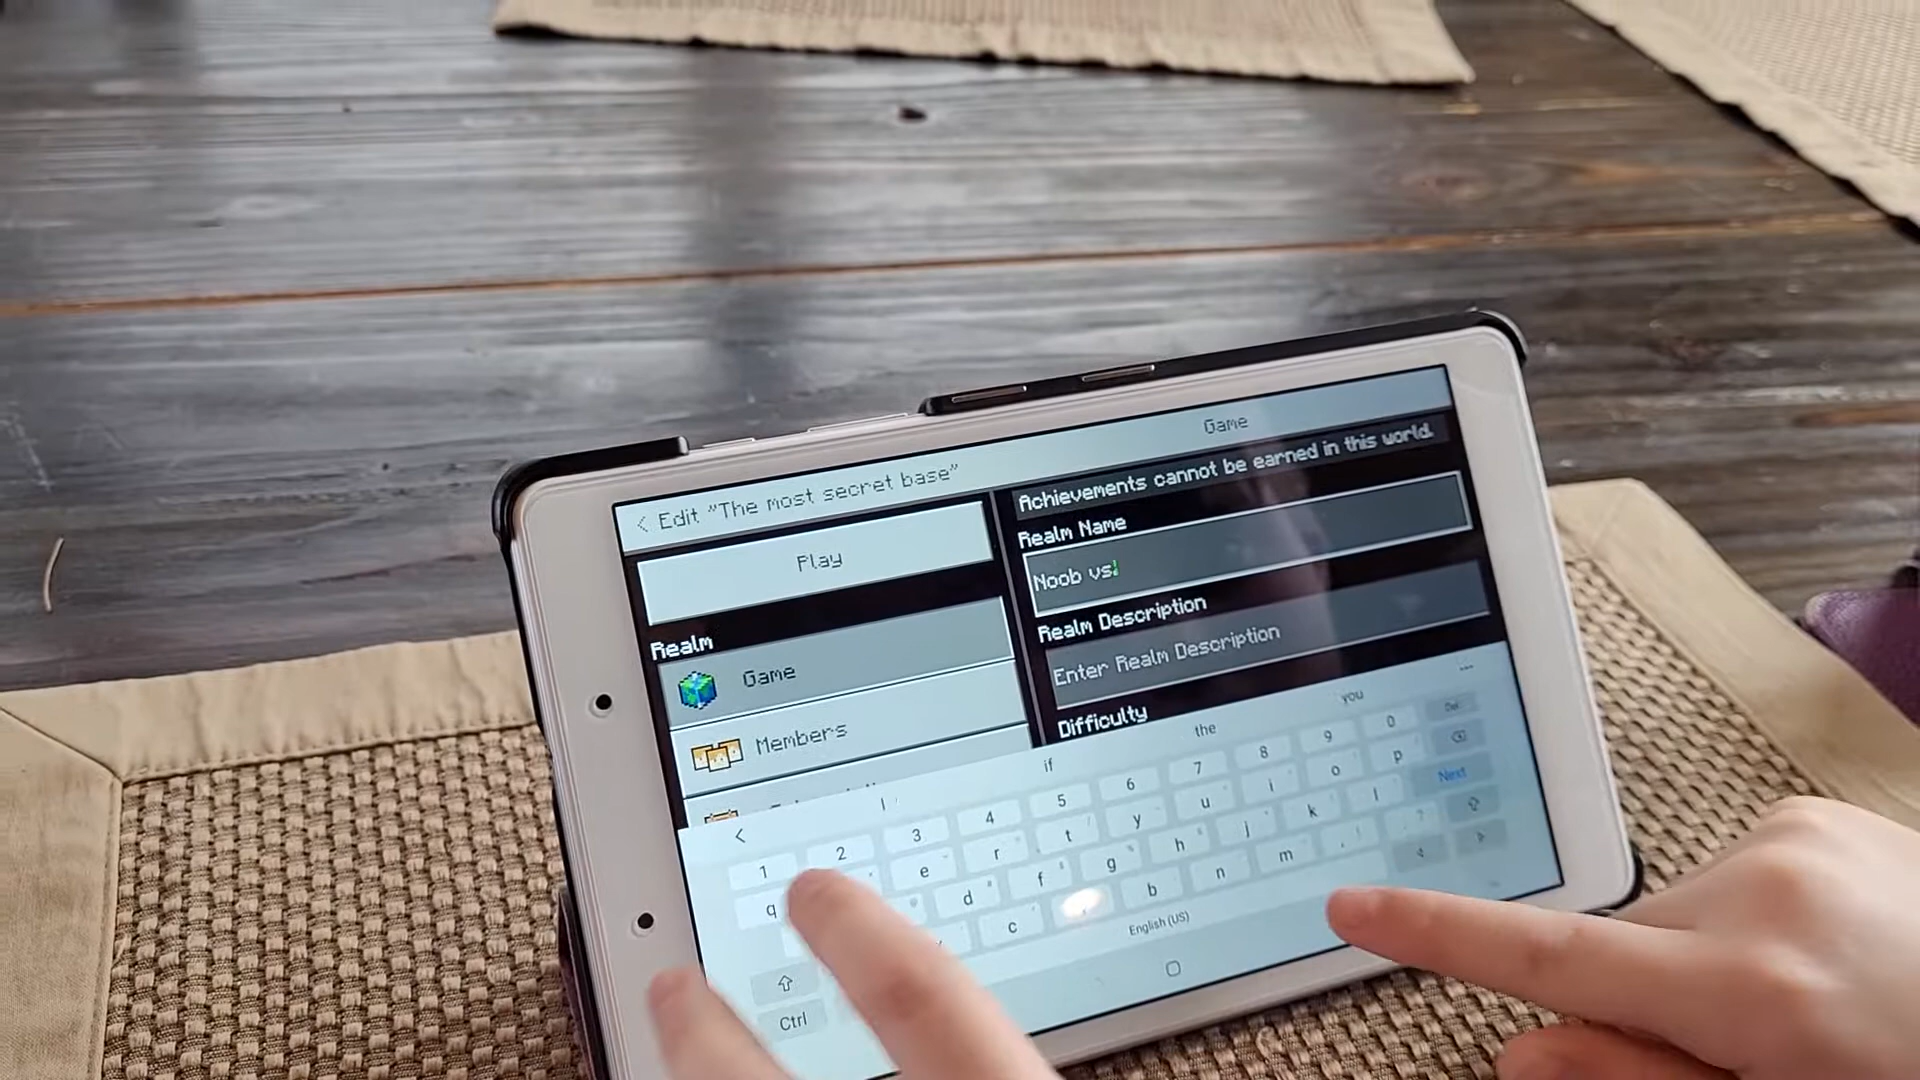 < Edit "The most secret base"
Game
Play
Realm
Game
Members
Achievements cannot be earned in this world.
Realm Name
Noob vs
Realm Description
Enter Realm Description
Difficulty
< I if the you ...
1 2 3 4 5 6 7 8 9 0
q e r t y u i o p
d f g h j k l Next
c b n m , ! . ?
Ctrl English (US)